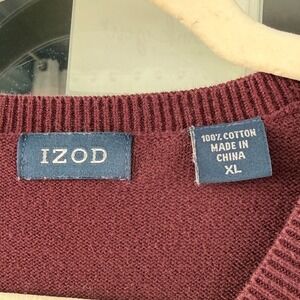 IZOD
100% COTTON
MADE IN
CHINA
XL